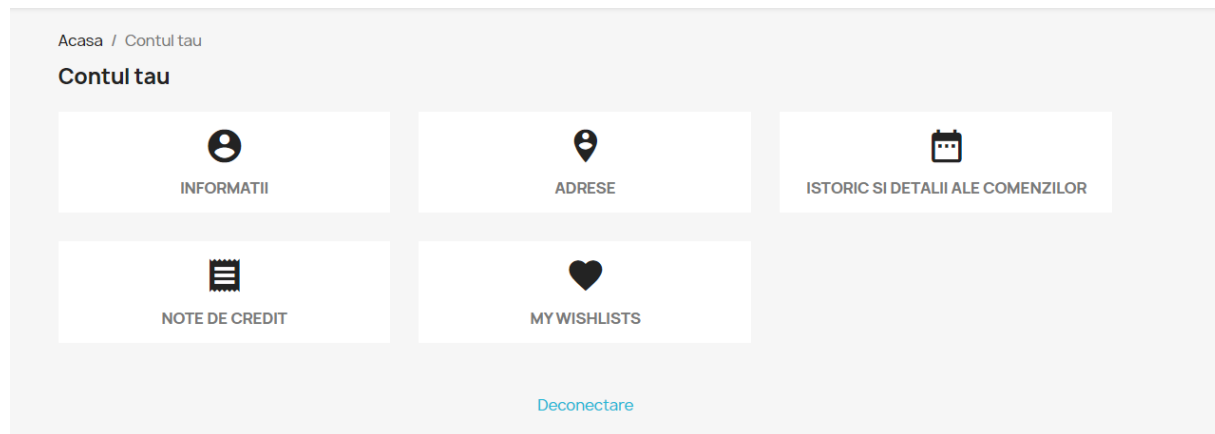 Acasa / Contul tau
Contul tau
INFORMATII
ADRESE
ISTORIC SI DETALII ALE COMENZILOR
NOTE DE CREDIT
MY WISHLISTS
Deconectare